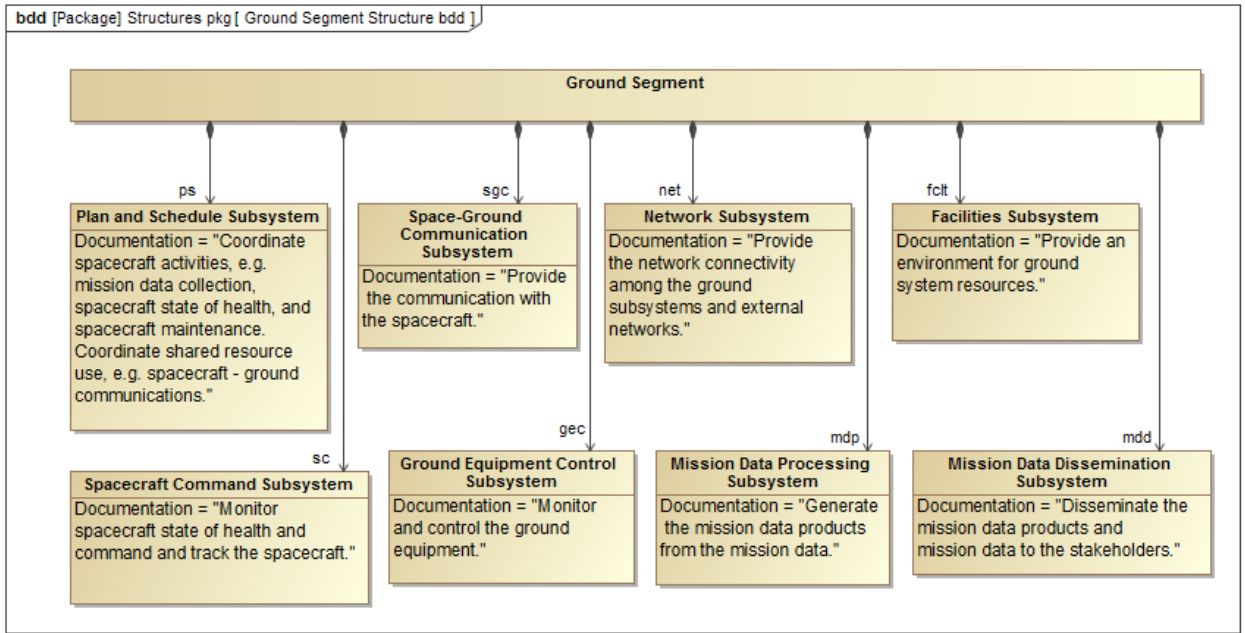 bdd [Package] Structures pkg [ Ground Segment Structure bdd ]
Ground Segment
ps
sgc
net
fclt
Plan and Schedule Subsystem
Documentation = "Coordinate
spacecraft activities, e.g.
mission data collection,
spacecraft state of health, and
spacecraft maintenance.
Coordinate shared resource
use, e.g. spacecraft - ground
communications."
Space-Ground
Communication
Subsystem
Documentation = "Provide
the communication with
the spacecraft."
Network Subsystem
Documentation = "Provide
the network connectivity
among the ground
subsystems and external
networks."
Facilities Subsystem
Documentation = "Provide an
environment for ground
system resources."
sc
gec
mdp
mdd
Spacecraft Command Subsystem
Documentation = "Monitor
spacecraft state of health and
command and track the spacecraft."
Ground Equipment Control
Subsystem
Documentation = "Monitor
and control the ground
equipment."
Mission Data Processing
Subsystem
Documentation = "Generate
the mission data products
from the mission data."
Mission Data Dissemination
Subsystem
Documentation = "Disseminate the
mission data products and
mission data to the stakeholders."